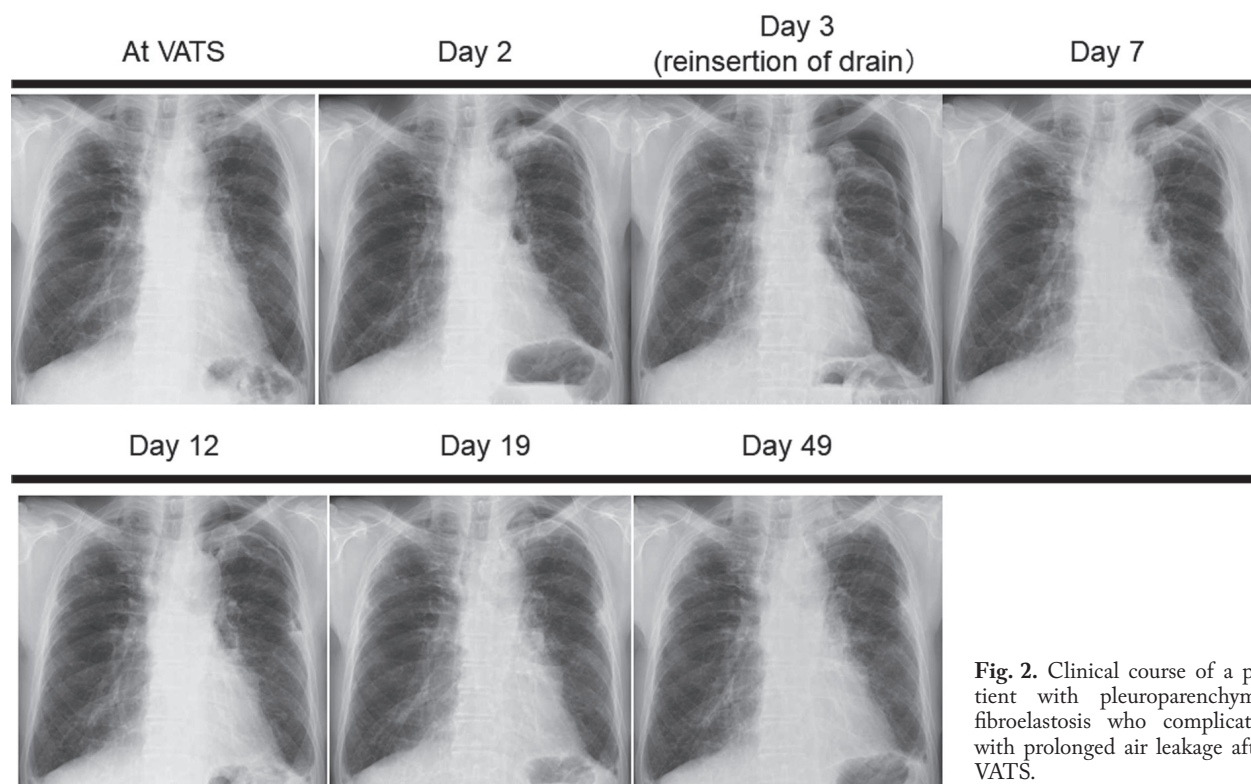 At VATS
Day 2
Day 3
(reinsertion of drain)
Day 7
Day 12
Day 19
Day 49
Fig. 2. Clinical course of a p
tient with pleuroparenchym
fibroelastosis who complicat
with prolonged air leakage aft
VATS.